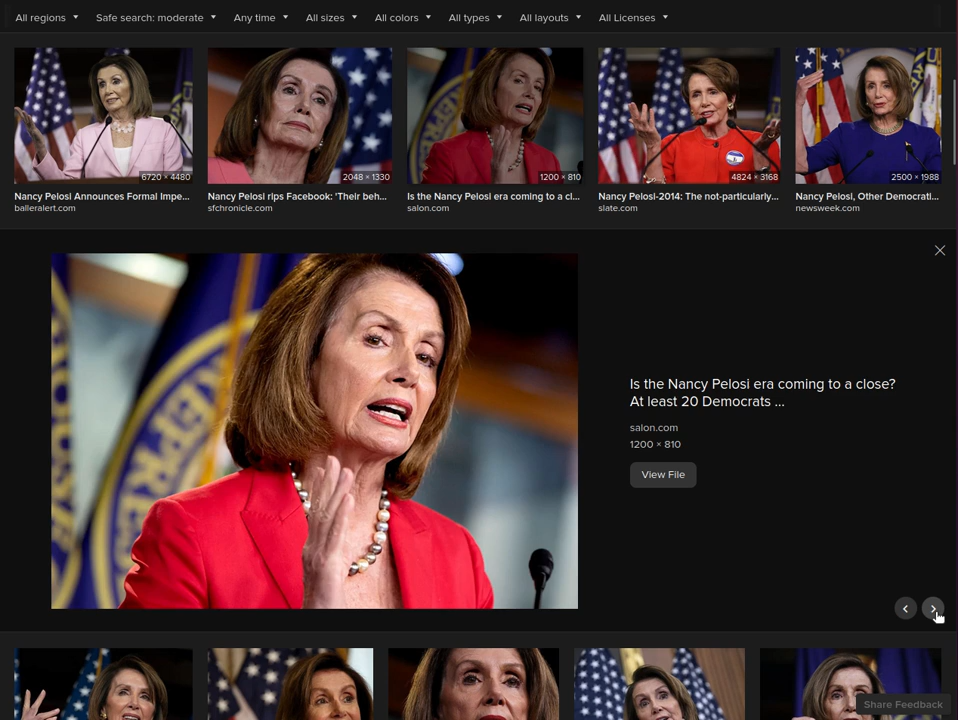 All regions
Safe search: moderate
Any time
All sizes
All colors
All types
All layouts
All Licenses
6720 × 4480
2048 × 1330
1200 × 810
4824 × 3168
2500 × 1988
Nancy Pelosi Announces Formal Impe...
balleralert.com
Nancy Pelosi rips Facebook: 'Their beh...
sfchronicle.com
Is the Nancy Pelosi era coming to a cl...
salon.com
Nancy Pelosi-2014: The not-particularly...
slate.com
Nancy Pelosi, Other Democrati...
newsweek.com
Is the Nancy Pelosi era coming to a close?
At least 20 Democrats ...
salon.com
1200 × 810
View File
Share Feedback